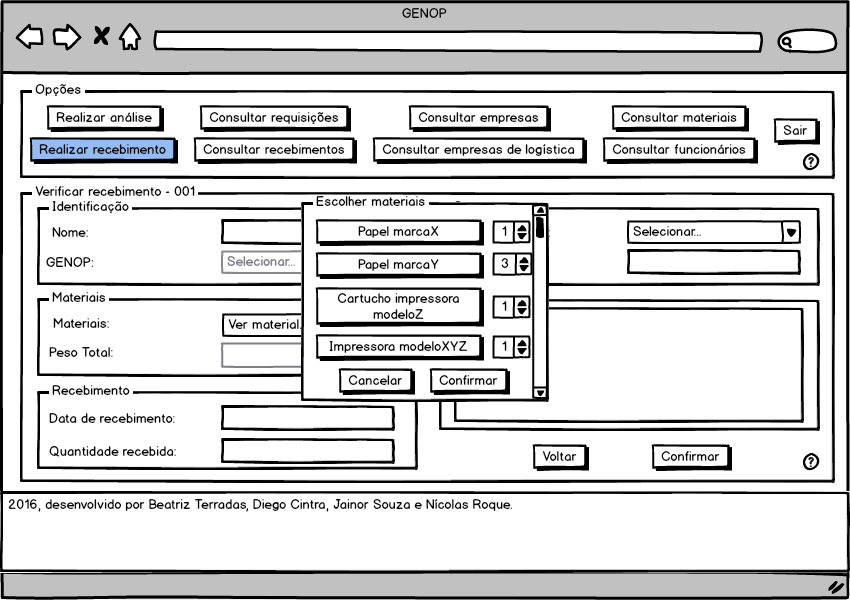 GENOP
Opções
Realizar análise
Consultar requisições
Consultar empresas
Consultar materiais
Sair
Realizar recebimento
Consultar recebimentos
Consultar empresas de logística
Consultar funcionários
?
Verificar recebimento - 001
Identificação
Nome:
Selecionar...
GENOP:
Selecionar...
Escolher materiais
Papel marcaX
1
Papel marcaY
3
Cartucho impressora
modeloZ
1
Impressora modeloXYZ
1
Cancelar
Confirmar
Materiais
Materiais:
Ver material.
Peso Total:
Recebimento
Data de recebimento:
Quantidade recebida:
Voltar
Confirmar
?
2016, desenvolvido por Beatriz Terradas, Diego Cintra, Jainor Souza e Nícolas Roque.